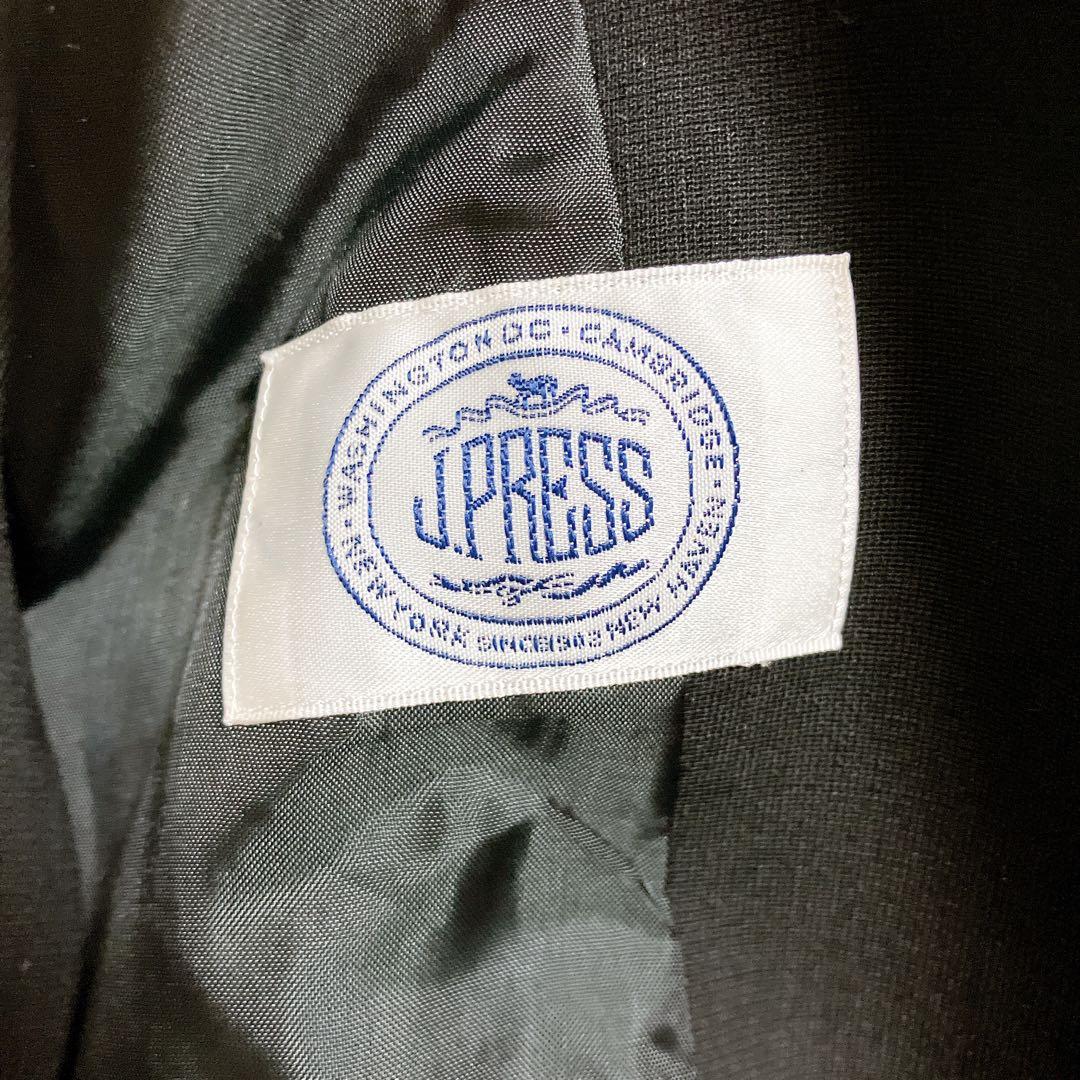 WASHINGTON DC · CAMBRIDGE ·
J.PRESS
· NEW YORK SINCE 1902 NEW HAVEN